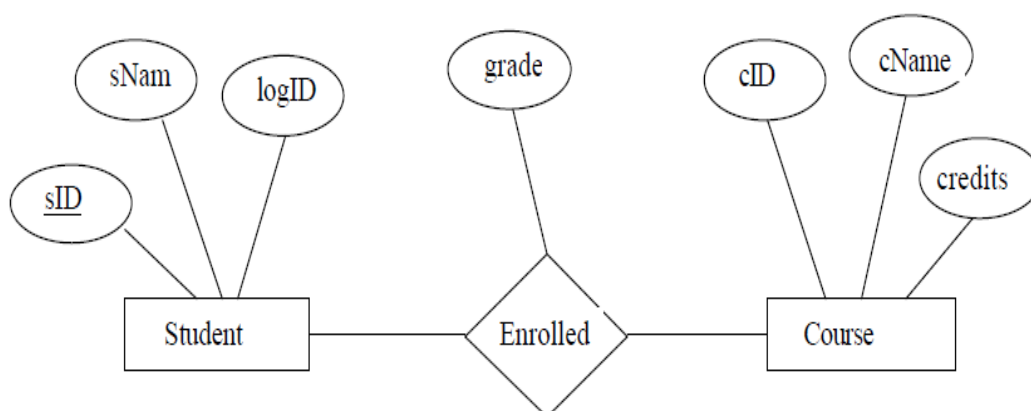 sNam
logID
grade
cID
cName
sID
credits
Student
Enrolled
Course